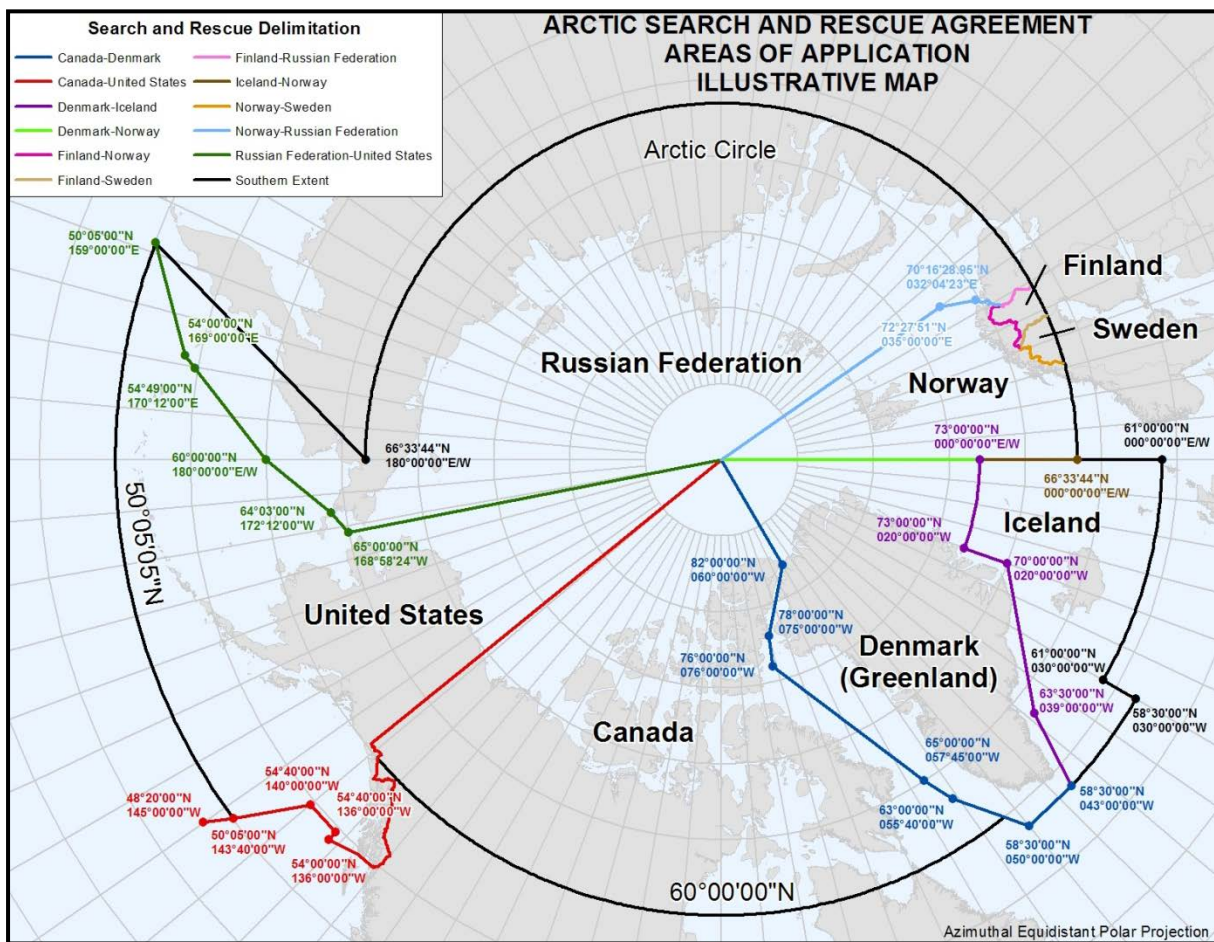 ARCTIC SEARCH AND RESCUE AGREEMENT
AREAS OF APPLICATION
ILLUSTRATIVE MAP
Search and Rescue Delimitation
Canada-Denmark
Canada-United States
Denmark-Iceland
Denmark-Norway
Finland-Norway
Finland-Sweden
Finland-Russian Federation
Iceland-Norway
Norway-Sweden
Norway-Russian Federation
Russian Federation-United States
Southern Extent
Arctic Circle
50°05'00"N
159°00'00"E
54°00'00"N
169°00'00"E
54°49'00"N
170°12'00"E
60°00'00"N
180°00'00"E/W
64°03'00"N
172°12'00"W
65°00'00"N
168°58'24"W
66°33'44"N
180°00'00"E/W
50°05'05"N
Russian Federation
70°16'28.95"N
032°04'23"E
72°27'51"N
035°00'00"E
Finland
Sweden
Norway
73°00'00"N
000°00'00"E/W
61°00'00"N
000°00'00"E/W
66°33'44"N
000°00'00"E/W
Iceland
73°00'00"N
020°00'00"W
70°00'00"N
020°00'00"W
82°00'00"N
060°00'00"W
78°00'00"N
075°00'00"W
76°00'00"N
076°00'00"W
United States
Denmark
(Greenland)
61°00'00"N
030°00'00"W
63°30'00"N
039°00'00"W
58°30'00"N
030°00'00"W
Canada
65°00'00"N
057°45'00"W
63°00'00"N
055°40'00"W
58°30'00"N
043°00'00"W
58°30'00"N
050°00'00"W
54°40'00"N
140°00'00"W
54°40'00"N
136°00'00"W
48°20'00"N
145°00'00"W
50°05'00"N
143°40'00"W
54°00'00"N
136°00'00"W
60°00'00"N
Azimuthal Equidistant Polar Projection